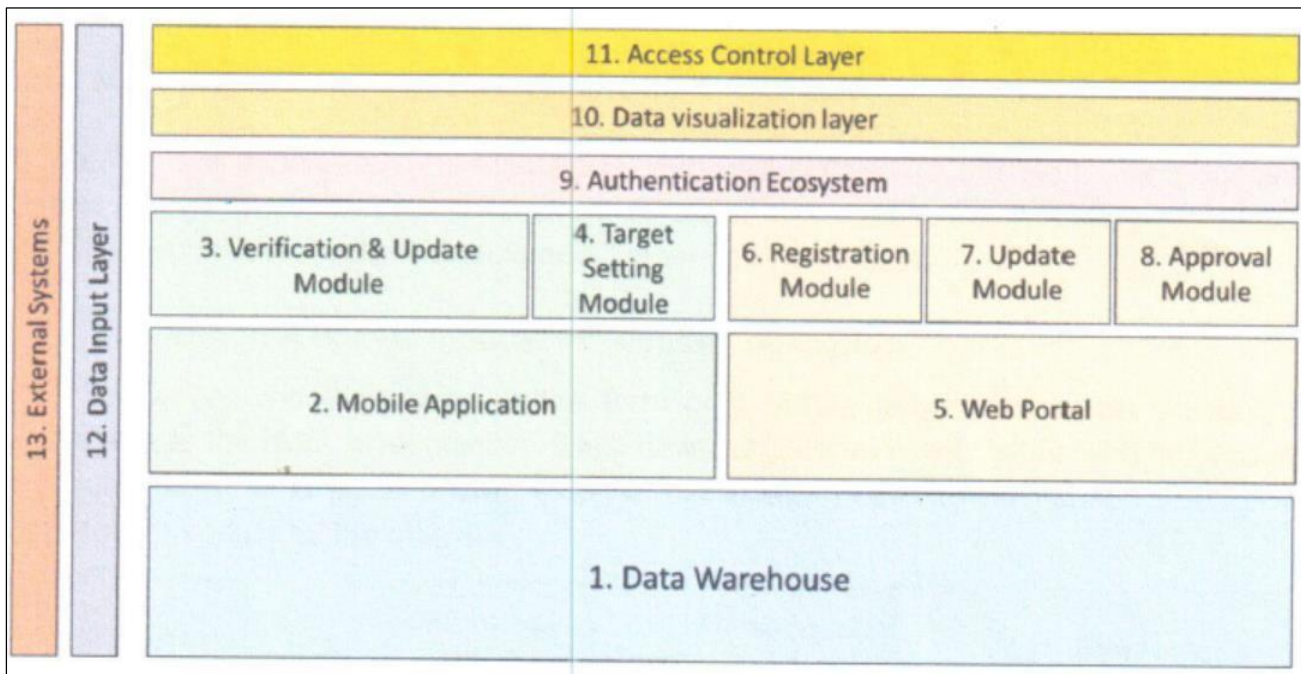 11. Access Control Layer
10. Data visualization layer
9. Authentication Ecosystem
3. Verification & Update
Module
4. Target
Setting
Module
6. Registration
Module
7. Update
Module
8. Approval
Module
2. Mobile Application
5. Web Portal
1. Data Warehouse
12. Data Input Layer
13. External Systems